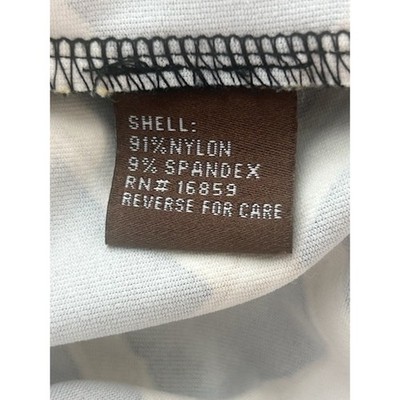 SHELL:
91%NYLON
9% SPANDEX
RN# 16859
REVERSE FOR CARE